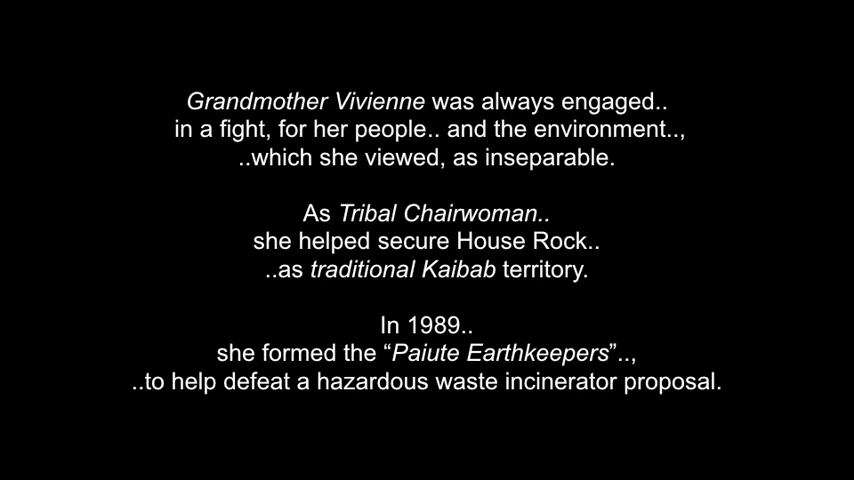 Grandmother Vivienne was always engaged..
in a fight, for her people.. and the environment..,
..which she viewed, as inseparable.
As Tribal Chairwoman..
she helped secure House Rock..
..as traditional Kaibab territory.
In 1989..
she formed the “Paiute Earthkeepers”..,
..to help defeat a hazardous waste incinerator proposal.